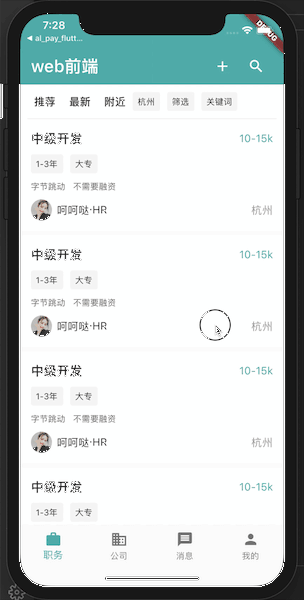 7:28
DEBUG
◀ al_pay_flutt...
web前端
推荐 最新 附近 杭州 筛选 关键词
中级开发 10-15k
1-3年 大专
字节跳动 不需要融资
呵呵哒·HR 杭州
中级开发 10-15k
1-3年 大专
字节跳动 不需要融资
呵呵哒·HR 杭州
中级开发 10-15k
1-3年 大专
字节跳动 不需要融资
呵呵哒·HR 杭州
中级开发 10-15k
1-3年 大专
职务 公司 消息 我的